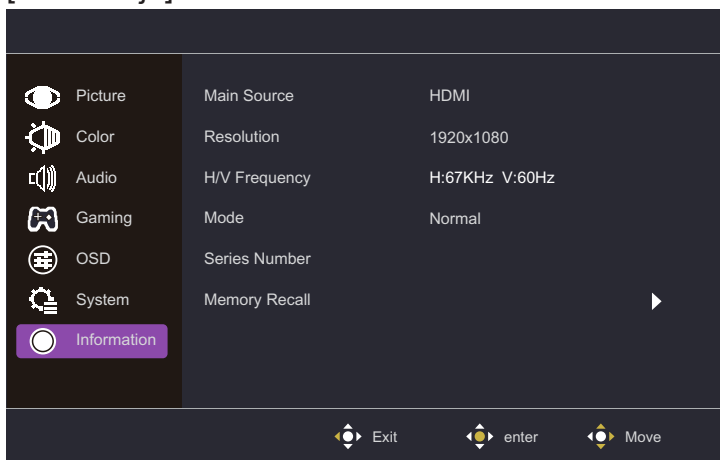 Picture Main Source HDMI
Color Resolution 1920x1080
Audio H/V Frequency H:67KHz V:60Hz
Gaming Mode Normal
OSD Series Number
System Memory Recall
Information
Exit enter Move